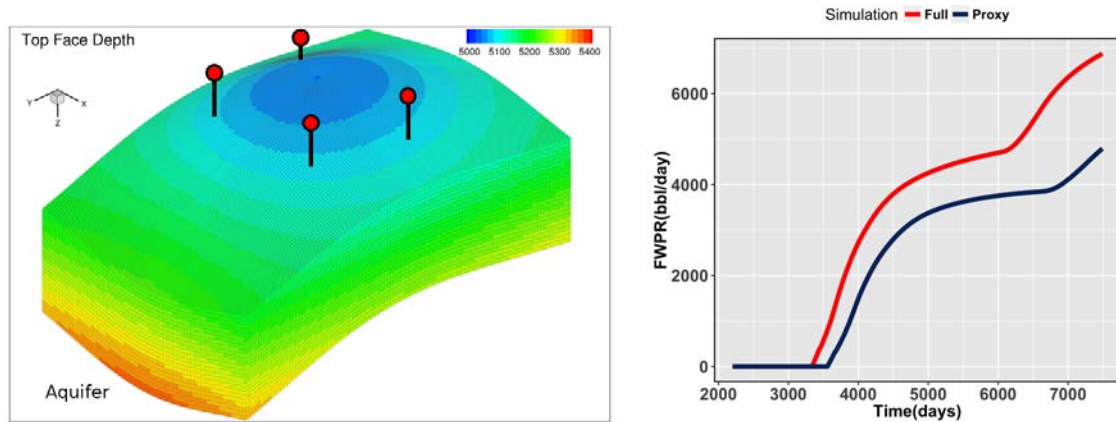 Top Face Depth
5000 5100 5200 5300 5400
Y X
Z
Aquifer
Simulation Full Proxy
FWPR(bbl/day)
6000
4000
2000
0
2000 3000 4000 5000 6000 7000
Time(days)